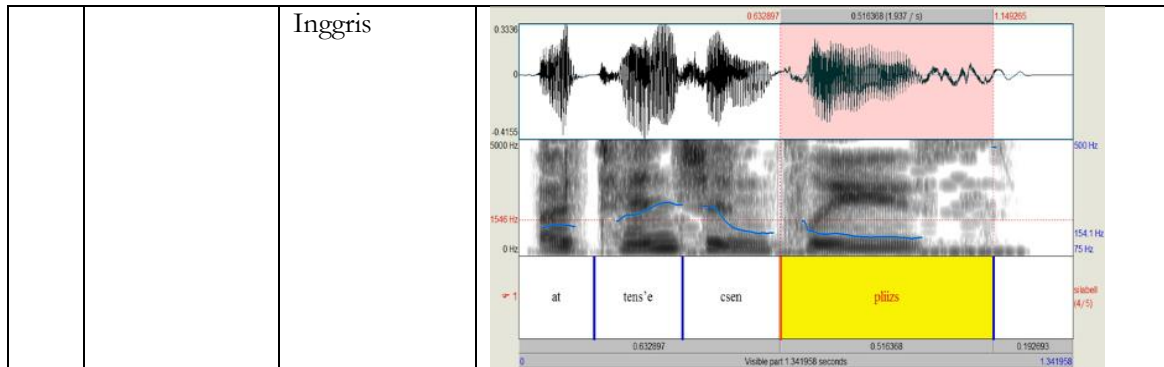 Inggris
0.632897 0.516368 (1.937 / s) 1.149265
0.3336
0
-0.4155
5000 Hz 500 Hz
1546 Hz
154.1 Hz
0 Hz 75 Hz
1 at tens'e csen pliizs silabell
(4/5)
0.632897 0.516368 0.192693
0 Visible part 1.341958 seconds 1.341958